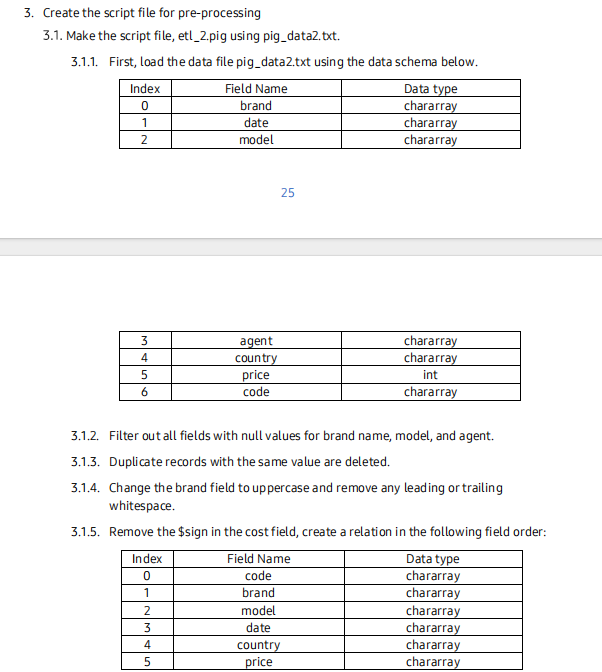 3. Create the script file for pre-processing
3.1. Make the script file, etl_2.pig using pig_data2.txt.
3.1.1. First, load the data file pig_data2.txt using the data schema below.
Index Field Name Data type
0 brand chararray
1 date chararray
2 model chararray
25
3 agent chararray
4 country chararray
5 price int
6 code chararray
3.1.2. Filter out all fields with null values for brand name, model, and agent.
3.1.3. Duplicate records with the same value are deleted.
3.1.4. Change the brand field to uppercase and remove any leading or trailing
whitespace.
3.1.5. Remove the $sign in the cost field, create a relation in the following field order:
Index Field Name Data type
0 code chararray
1 brand chararray
2 model chararray
3 date chararray
4 country chararray
5 price chararray